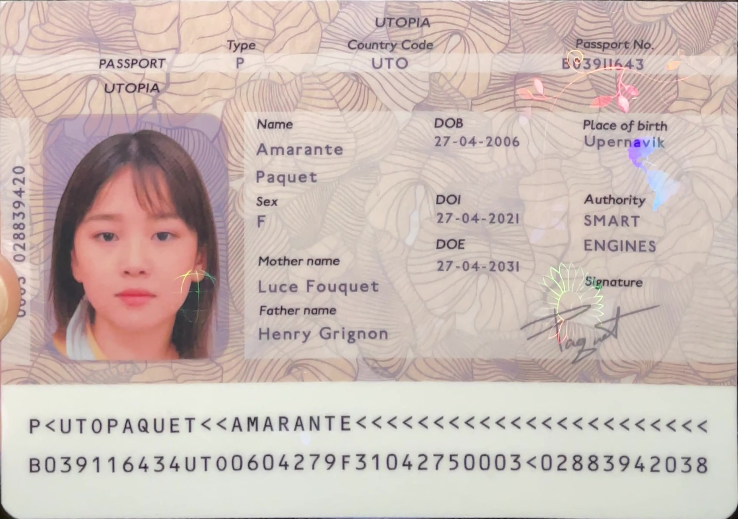 UTOPIA
Type Country Code Passport No.
PASSPORT P UTO B03911643
UTOPIA
Name DOB Place of birth
Amarante 27-04-2006 Upernavik
Paquet
Sex DOI Authority
F 27-04-2021 SMART
DOE ENGINES
Mother name 27-04-2031
Luce Fouquet Signature
Father name
Henry Grignon
Paquet
0003 028839420
P<UTOPAQUET<<AMARANTE<<<<<<<<<<<<<<<<<<<<<<<
B039116434UTO0604279F31042750003<02883942038